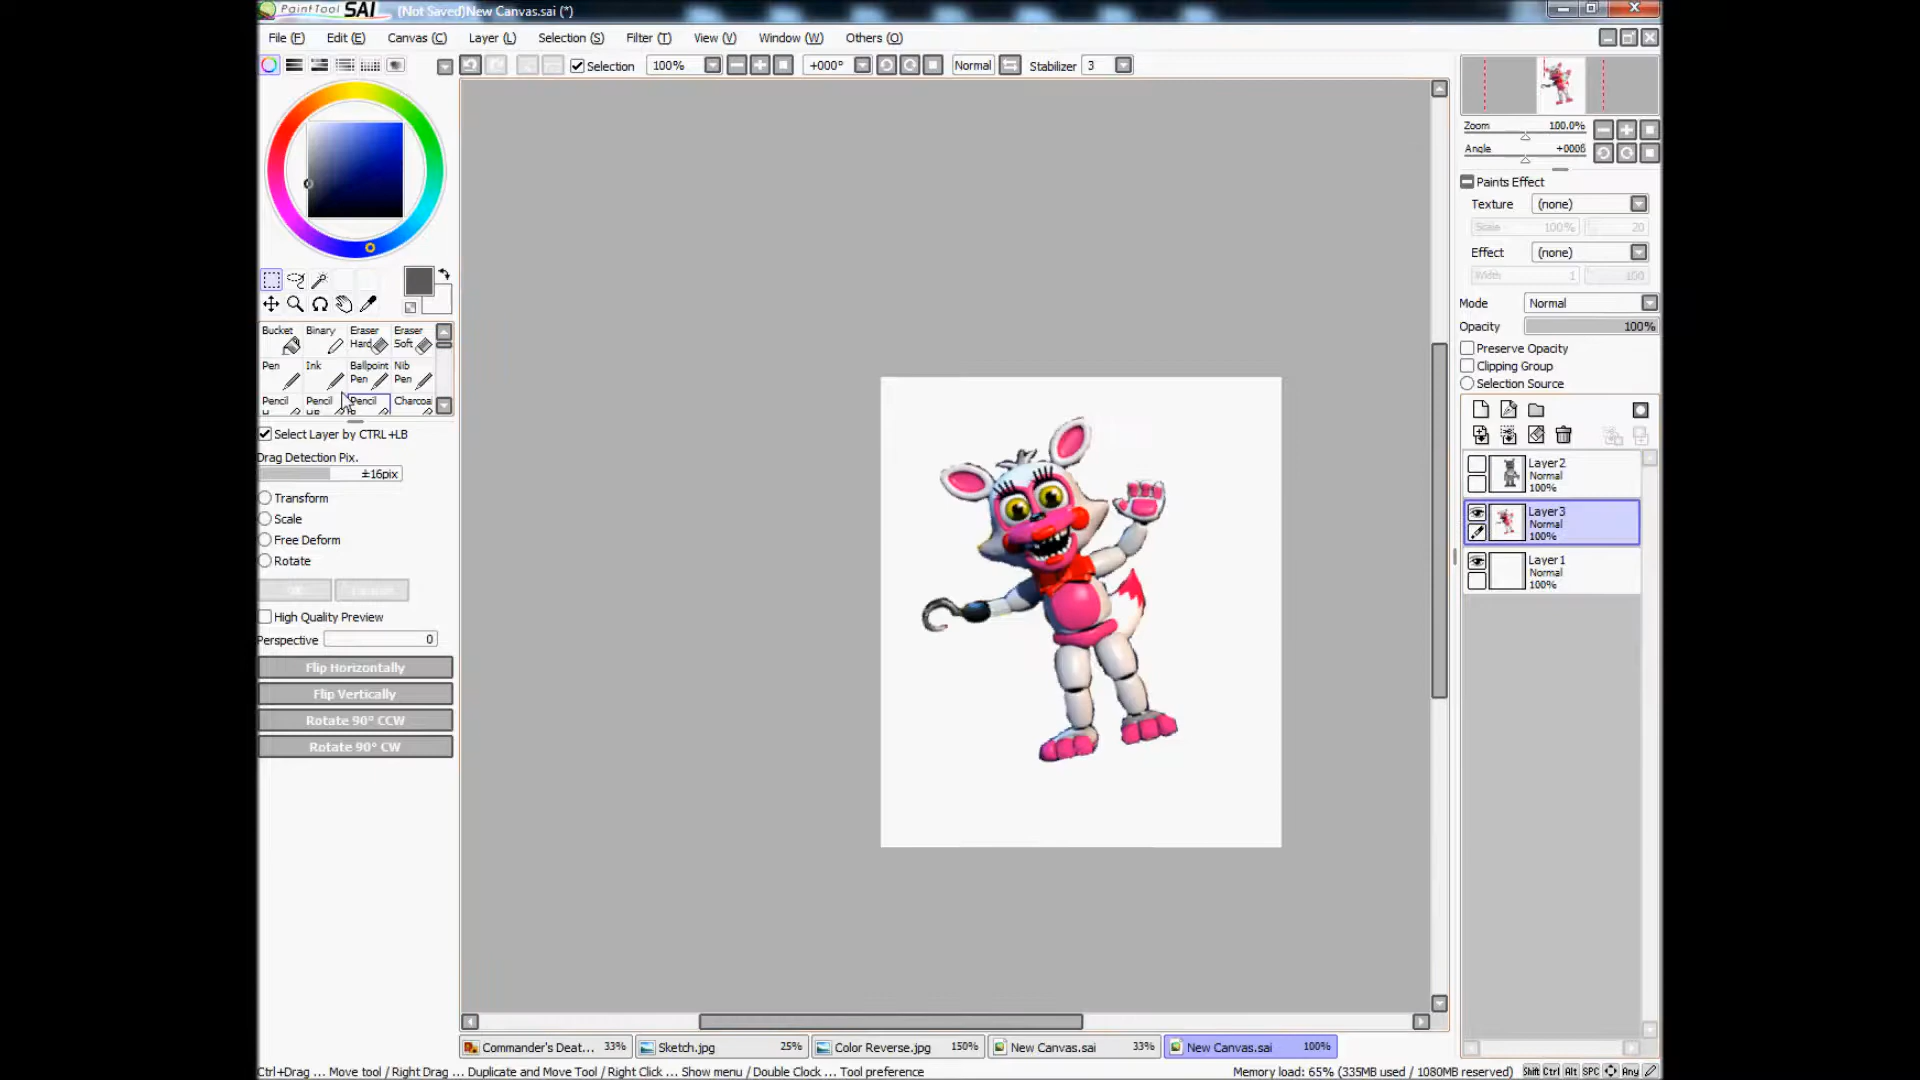 PaintTool SAI (Not Saved)New Canvas.sai (*)
File (F) Edit (E) Canvas (C) Layer (L) Selection (S) Filter (T) View (V) Window (W) Others (O)
Selection 100% +000° Normal Stabilizer 3
Zoom 100.0%
Angle +000δ
Paints Effect
Texture (none)
Scale 100% 20
Effect (none)
Width 1 100
Mode Normal
Opacity 100%
Preserve Opacity
Clipping Group
Selection Source
Bucket Binary Eraser Hard Eraser Soft
Pen Ink Ballpoint Pen Nib Pen
Pencil Pencil Pencil Charcoa
Select Layer by CTRL+LB
Drag Detection Pix.
±16pix
Transform
Scale
Free Deform
Rotate
High Quality Preview
Perspective 0
Flip Horizontally
Flip Vertically
Rotate 90° CCW
Rotate 90° CW
Layer2
Normal
100%
Layer3
Normal
100%
Layer1
Normal
100%
Commander's Deat... 33% Sketch.jpg 25% Color Reverse.jpg 150% New Canvas.sai 33% New Canvas.sai 100%
Ctrl+Drag ... Move tool / Right Drag ... Duplicate and Move Tool / Right Click ... Show menu / Double Clock ... Tool preference
Memory load: 65% (335MB used / 1080MB reserved) Shift Ctrl Alt SPC Any